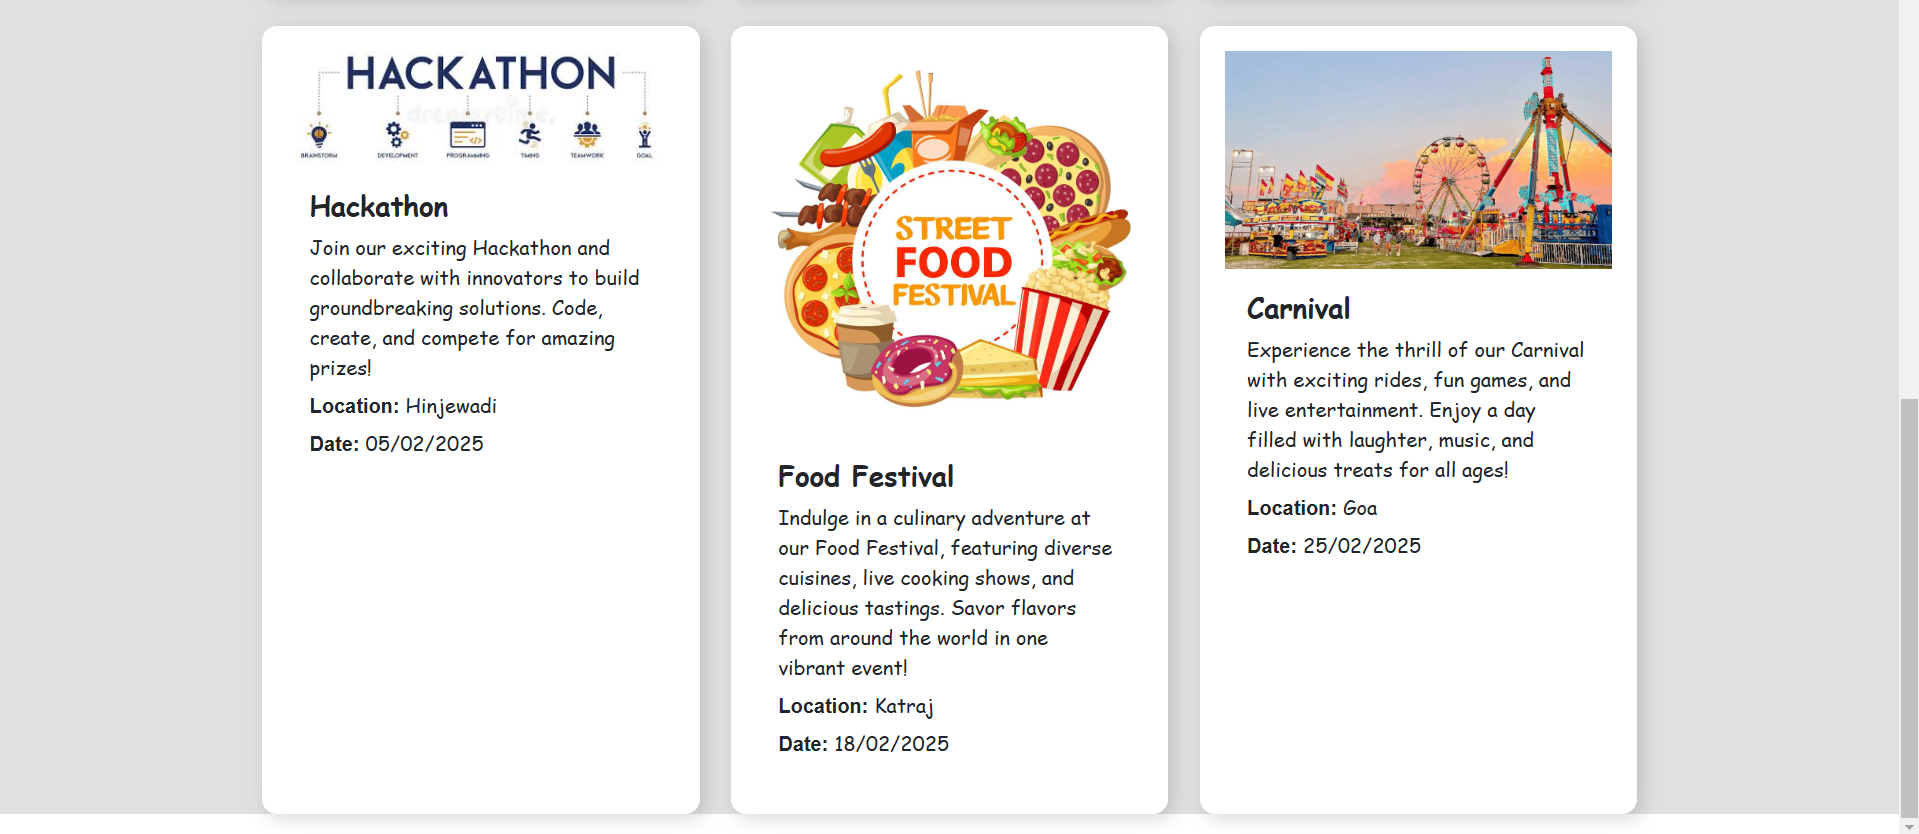 HACKATHON
dreamstime.
BRAINSTORM DEVELOPMENT PROGRAMMING TIMING TEAMWORK GOAL
Hackathon
Join our exciting Hackathon and
collaborate with innovators to build
groundbreaking solutions. Code,
create, and compete for amazing
prizes!
Location: Hinjewadi
Date: 05/02/2025
STREET
FOOD
FESTIVAL
Food Festival
Indulge in a culinary adventure at
our Food Festival, featuring diverse
cuisines, live cooking shows, and
delicious tastings. Savor flavors
from around the world in one
vibrant event!
Location: Katraj
Date: 18/02/2025
Carnival
Experience the thrill of our Carnival
with exciting rides, fun games, and
live entertainment. Enjoy a day
filled with laughter, music, and
delicious treats for all ages!
Location: Goa
Date: 25/02/2025